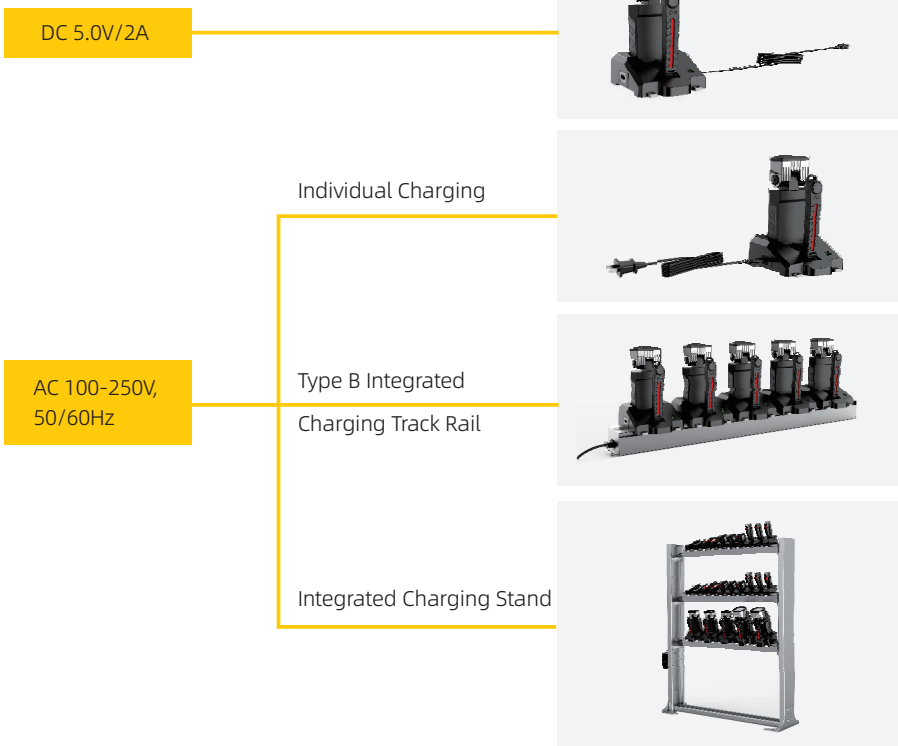 DC 5.0V/2A
Individual Charging
AC 100-250V,
50/60Hz
Type B Integrated
Charging Track Rail
Integrated Charging Stand